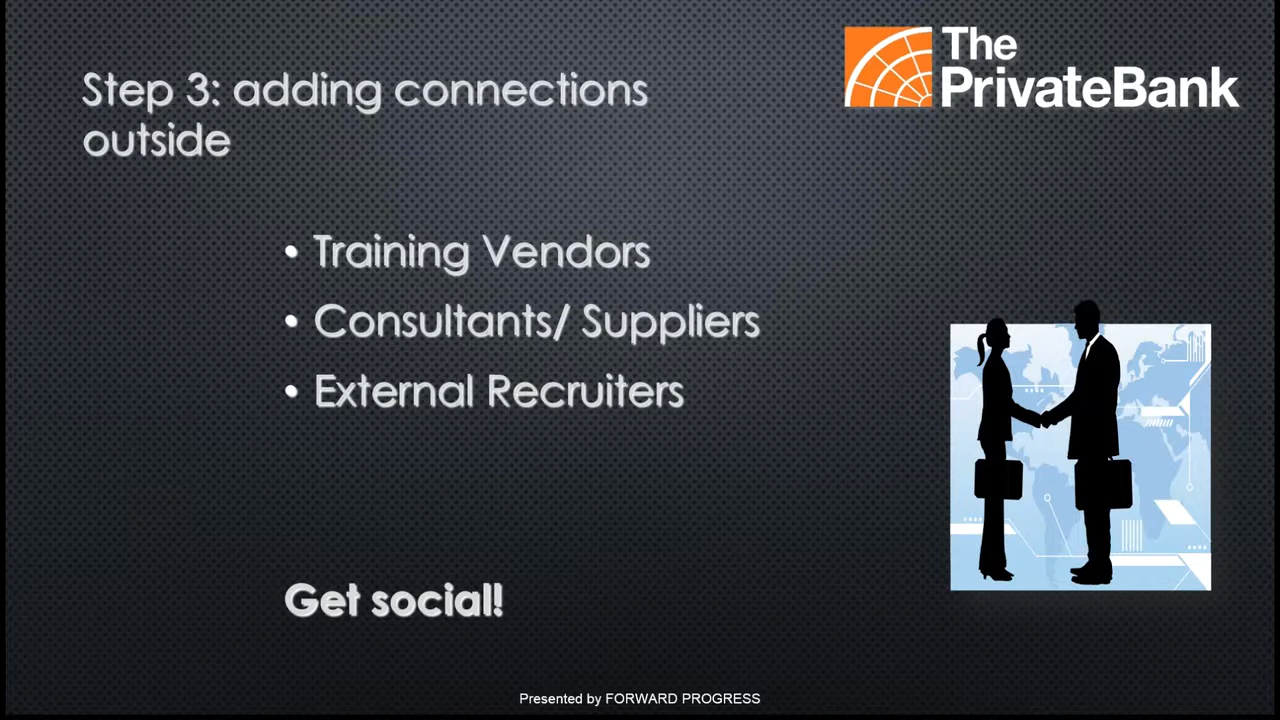 The
PrivateBank
Step 3: adding connections
outside
• Training Vendors
• Consultants/ Suppliers
• External Recruiters
Get social!
Presented by FORWARD PROGRESS